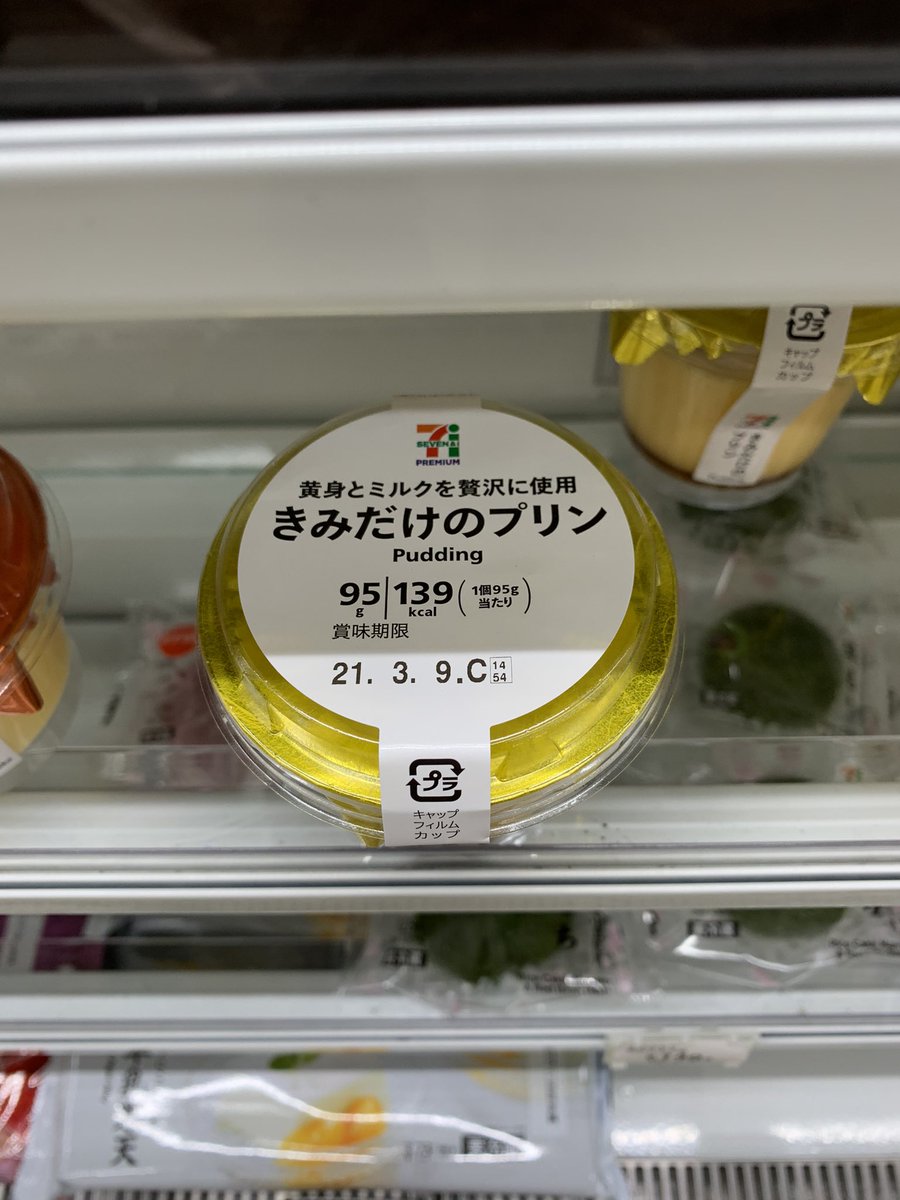 SEVEN&i
PREMIUM
黄身とミルクを贅沢に使用
きみだけのプリン
Pudding
95g 139kcal (1個95g当たり)
賞味期限
21. 3. 9.C 14 54
プラ
キャップ
フィルム
カップ
プラ
キャップ
フィルム
カップ